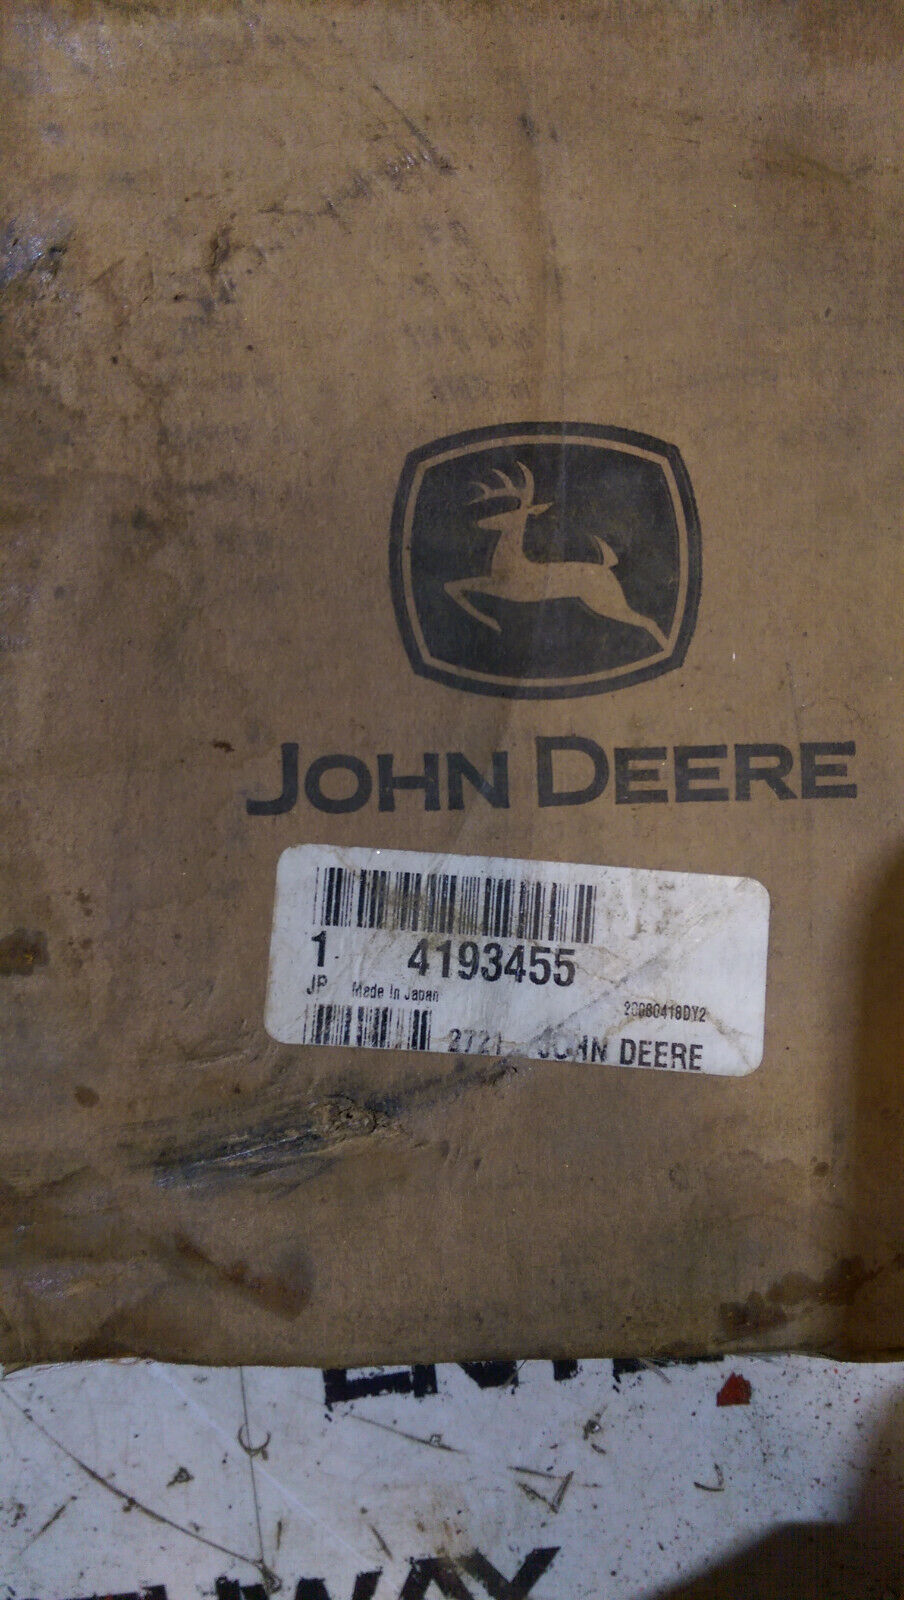 JOHN DEERE
1 4193455
JP Made In Japan
20080418DY2
2721 JOHN DEERE